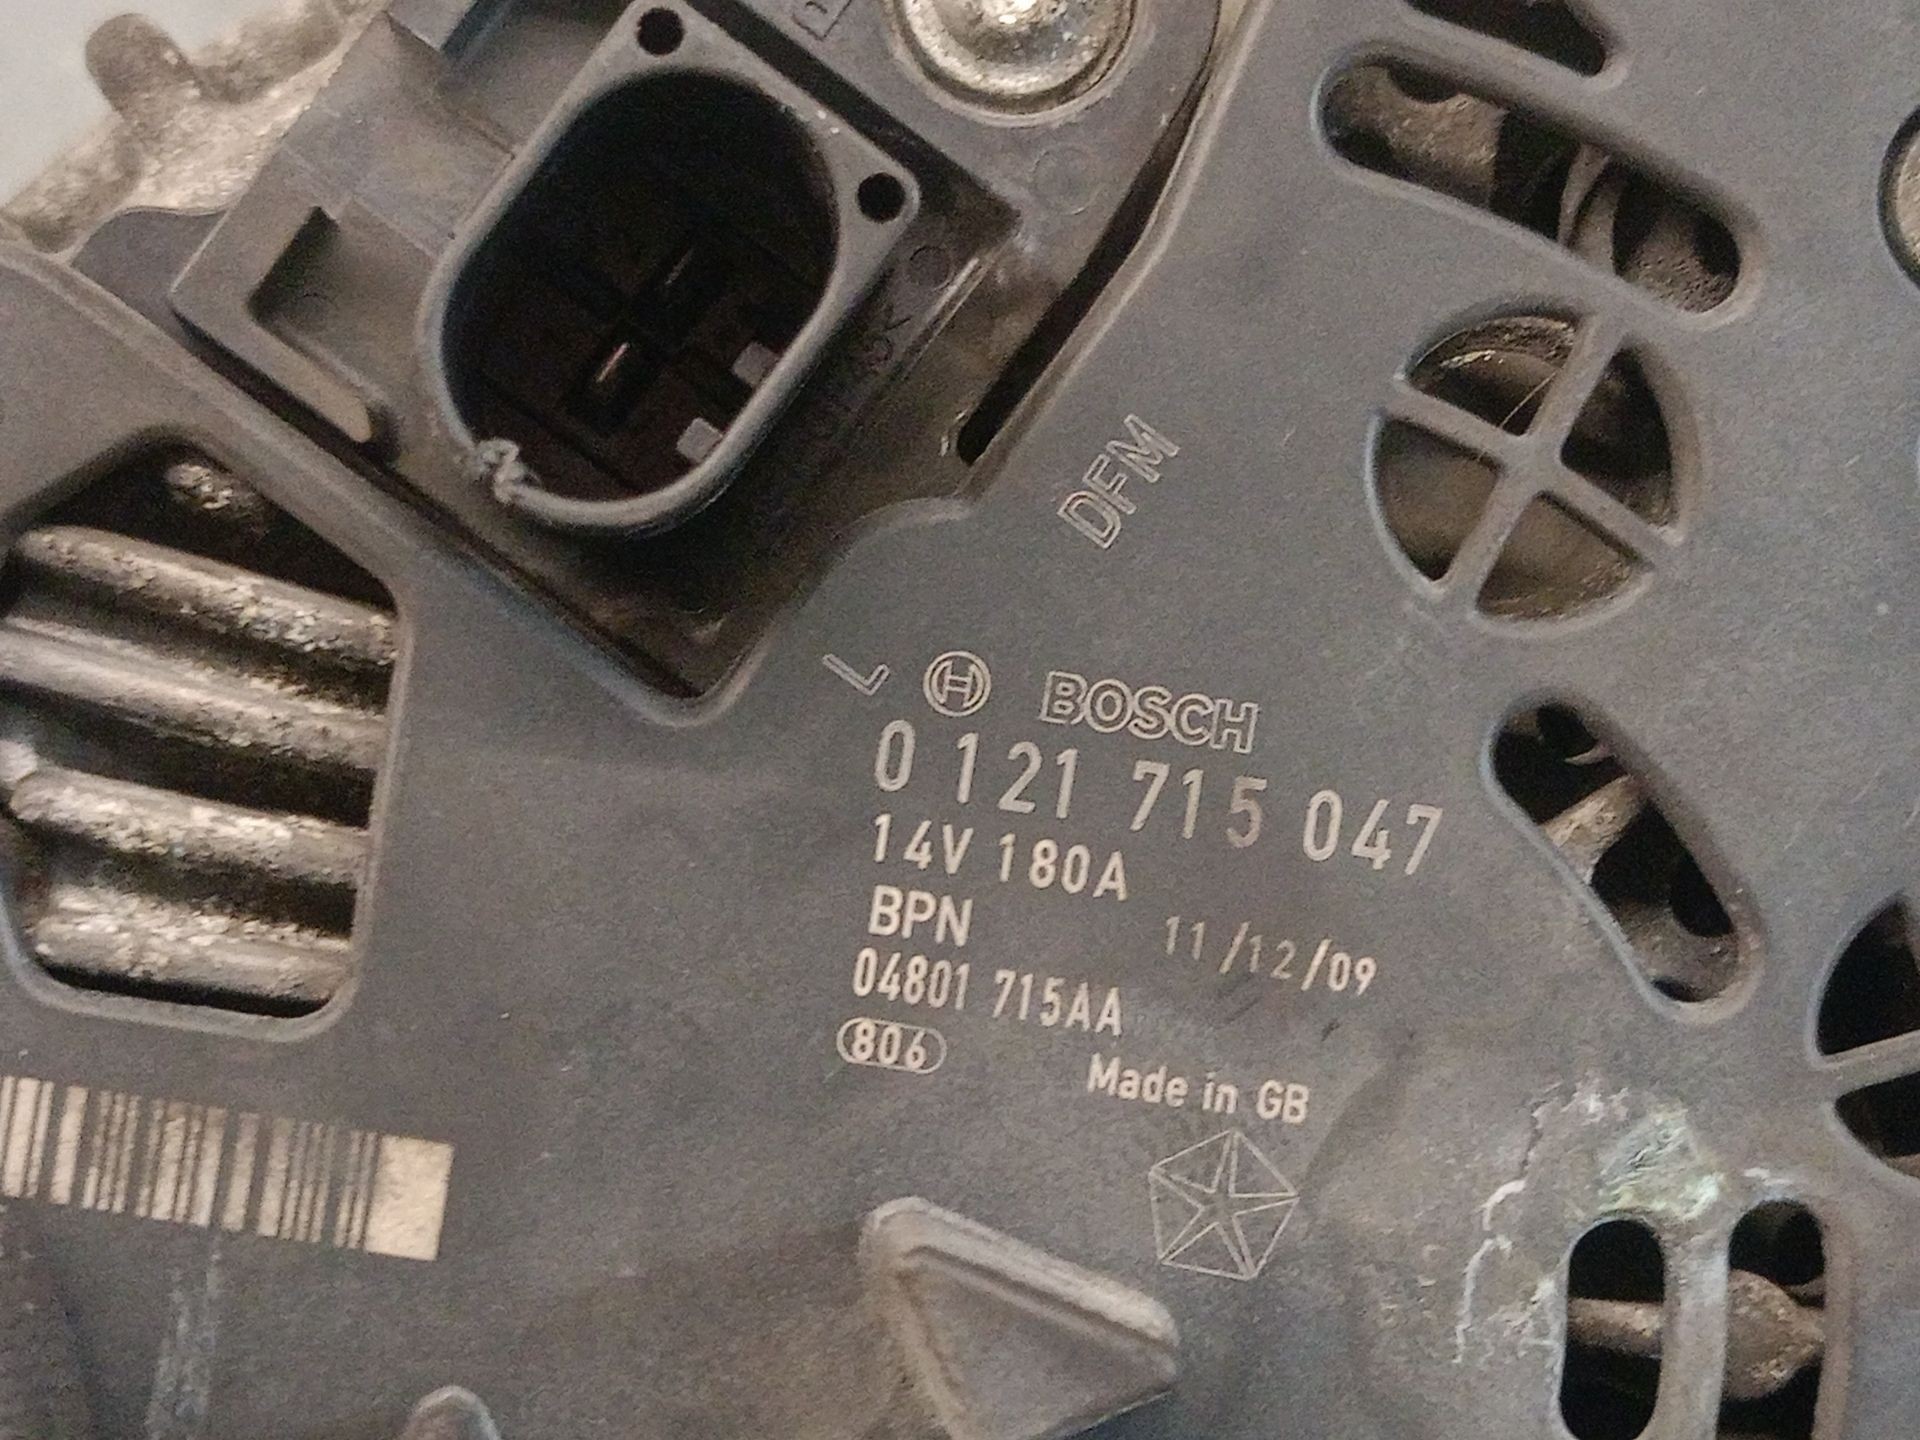 DFM
L
BOSCH
0 121 715 047
14V 180A
BPN
11/12/09
04801 715AA
806
Made in GB